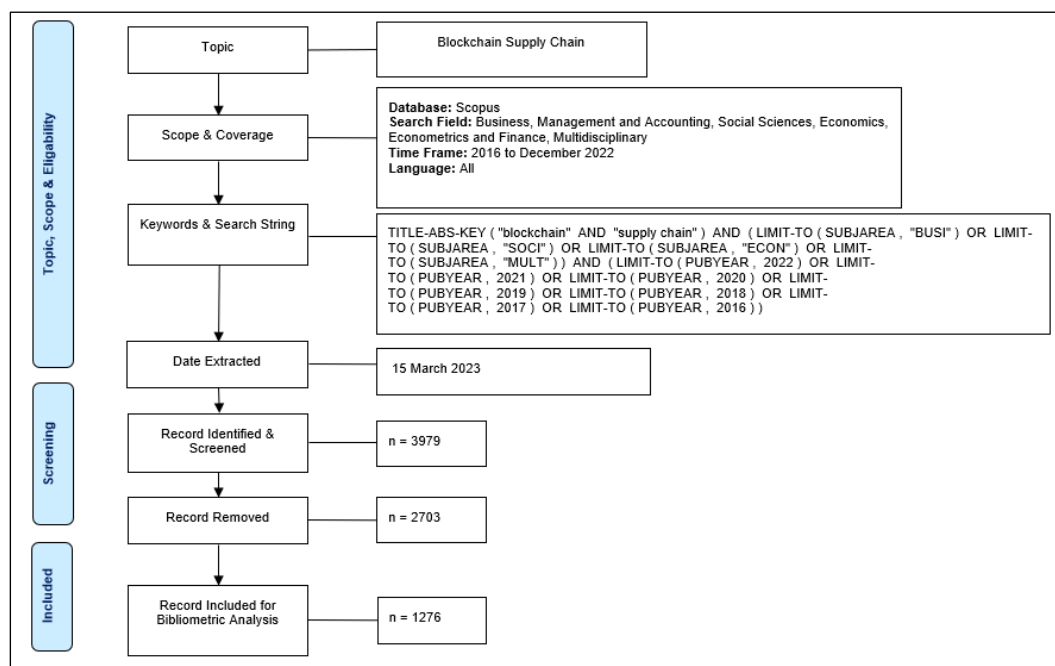 Topic, Scope & Eligability
Topic
Blockchain Supply Chain
Scope & Coverage
Database: Scopus
Search Field: Business, Management and Accounting, Social Sciences, Economics,
Econometrics and Finance, Multidisciplinary
Time Frame: 2016 to December 2022
Language: All
Keywords & Search String
TITLE-ABS-KEY ( "blockchain" AND "supply chain" ) AND ( LIMIT-TO ( SUBJAREA , "BUSI" ) OR LIMIT-
TO ( SUBJAREA , "SOCI" ) OR LIMIT-TO ( SUBJAREA , "ECON" ) OR LIMIT-
TO ( SUBJAREA , "MULT" ) ) AND ( LIMIT-TO ( PUBYEAR , 2022 ) OR LIMIT-
TO ( PUBYEAR , 2021 ) OR LIMIT-TO ( PUBYEAR , 2020 ) OR LIMIT-
TO ( PUBYEAR , 2019 ) OR LIMIT-TO ( PUBYEAR , 2018 ) OR LIMIT-
TO ( PUBYEAR , 2017 ) OR LIMIT-TO ( PUBYEAR , 2016 ) )
Date Extracted
15 March 2023
Screening
Record Identified &
Screened
n = 3979
Record Removed
n = 2703
Included
Record Included for
Bibliometric Analysis
n = 1276